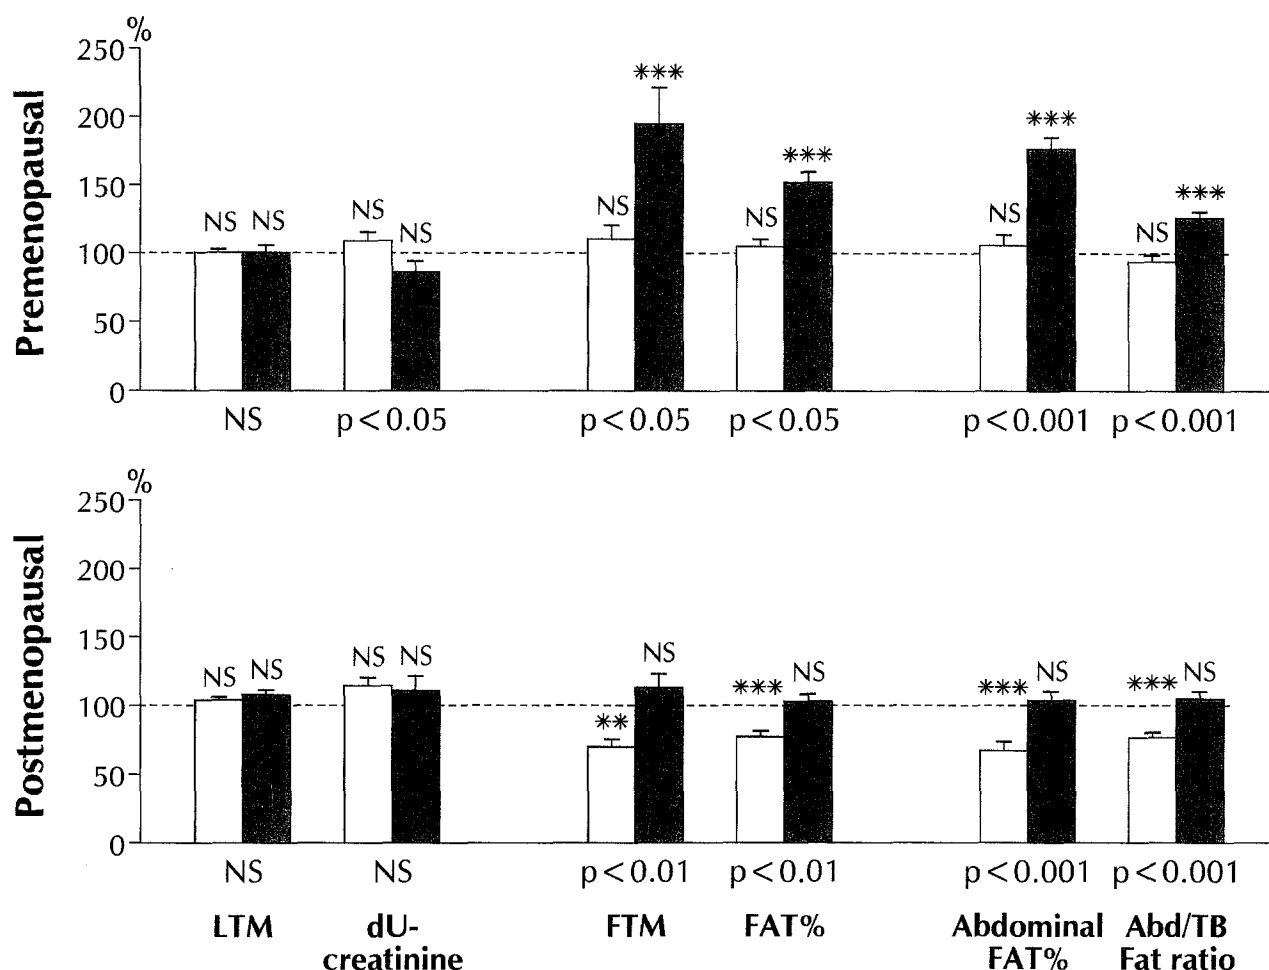 %
250
200
150
100
50
0
Premenopausal
NS NS
NS
NS
NS
***
NS
***
NS
***
NS
***
NS
p<0.05
p<0.05
p<0.05
p<0.001
p<0.001
%
250
200
150
100
50
0
Postmenopausal
NS NS
NS NS
**
NS
***
NS
***
NS
***
NS
NS
NS
p<0.01
p<0.01
p<0.001
p<0.001
LTM
dU-
creatinine
FTM
FAT%
Abdominal
FAT%
Abd/TB
Fat ratio